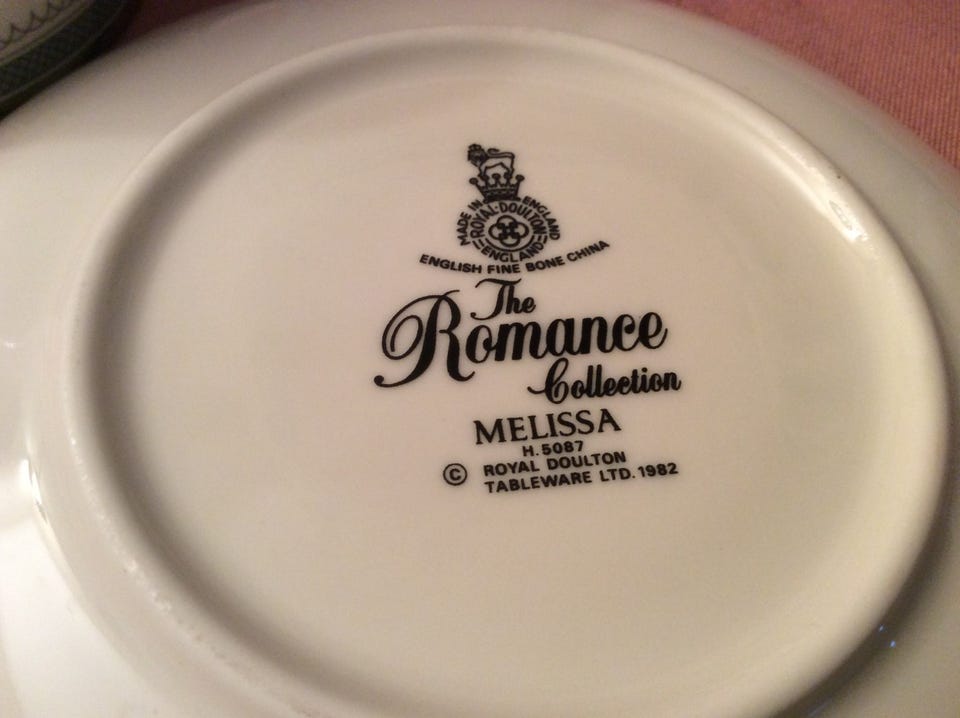 MADE IN ENGLAND
ROYAL·DOULTON
ENGLAND
ENGLISH FINE BONE CHINA
The
Romance
Collection
MELISSA
H.5087
© ROYAL DOULTON
TABLEWARE LTD.1982